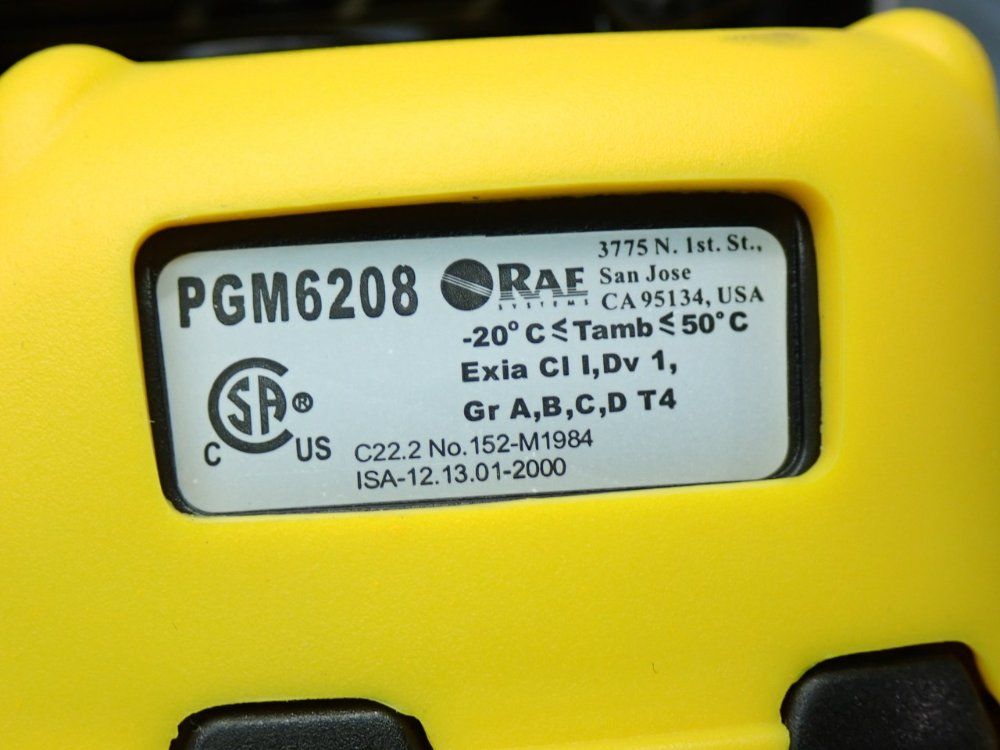 PGM6208
RAE
SYSTEMS
3775 N. 1st. St.,
San Jose
CA 95134, USA
-20° C ≤ Tamb ≤ 50° C
Exia Cl I,Dv 1,
Gr A,B,C,D T4
CSA®
C US
C22.2 No.152-M1984
ISA-12.13.01-2000